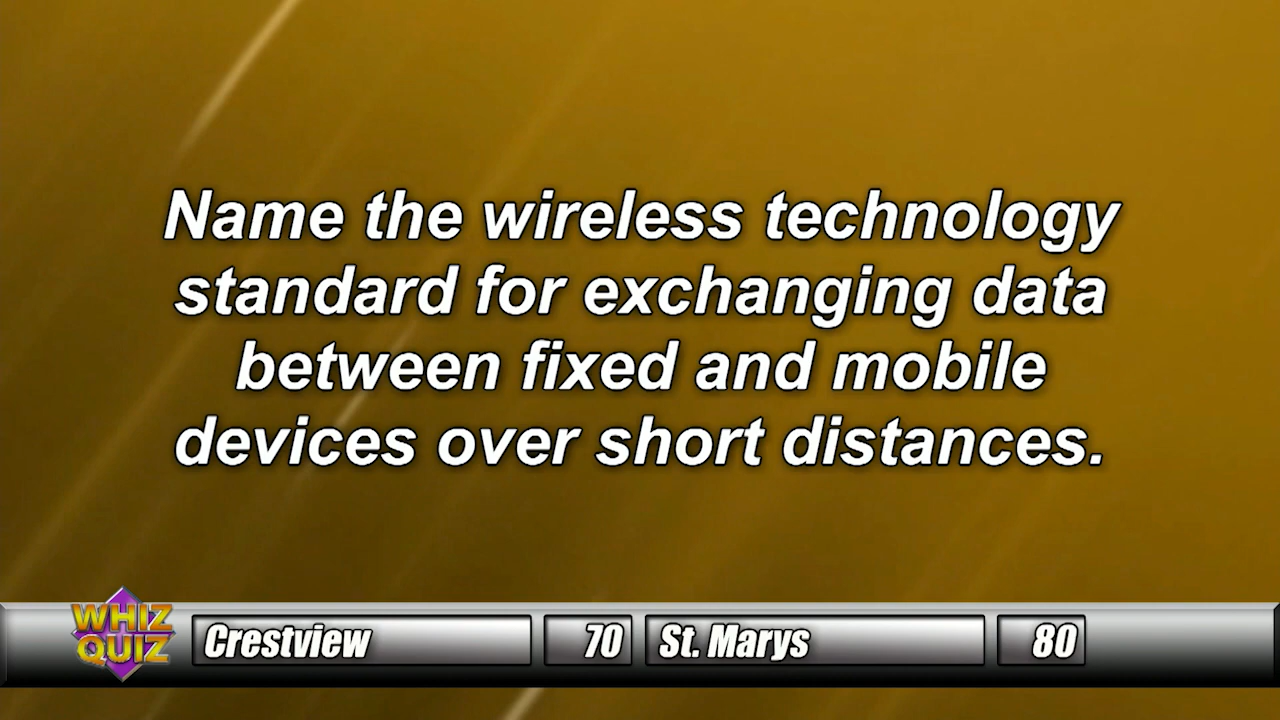 Name the wireless technology
standard for exchanging data
between fixed and mobile
devices over short distances.
WHIZ
QUIZ
Crestview 70 St. Marys 80